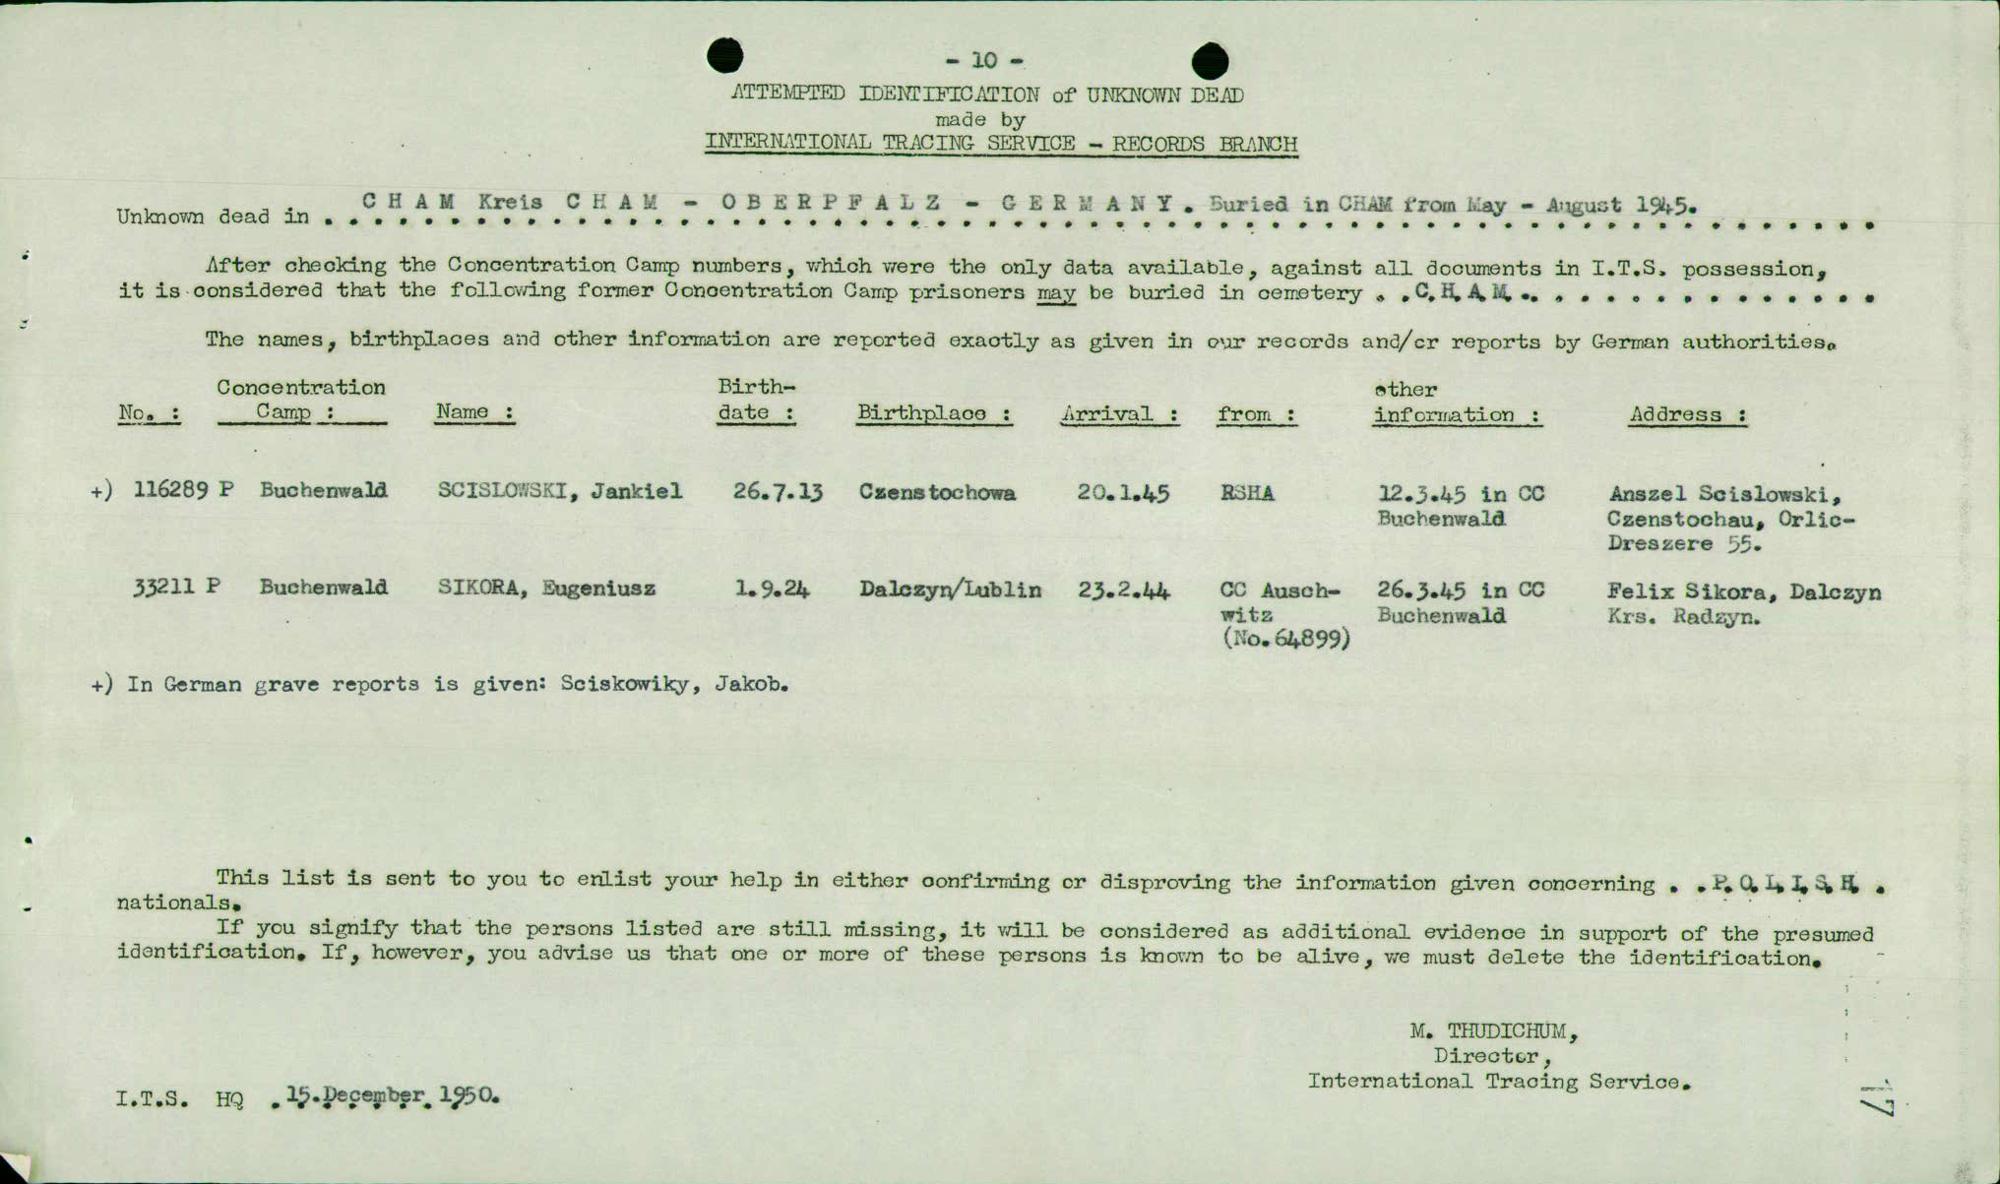 - 10 -
ATTEMPTED IDENTIFICATION of UNKNOWN DEAD
made by
INTERNATIONAL TRACING SERVICE - RECORDS BRANCH
Unknown dead in . C H A M Kreis C H A M - O B E R P F A L Z - G E R M A N Y . Buried in CHAM from May - August 1945.
After checking the Concentration Camp numbers, which were the only data available, against all documents in I.T.S. possession,
it is considered that the following former Concentration Camp prisoners may be buried in cemetery . . C. H. A. M. . . . . . . . . . . . . . .
The names, birthplaces and other information are reported exactly as given in our records and/or reports by German authorities.
Concentration Birth- other
No. : Camp : Name : date : Birthplace : Arrival : from : information : Address :
+) 116289 P Buchenwald SCISLOWSKI, Jankiel 26.7.13 Czenstochowa 20.1.45 RSHA 12.3.45 in CC Anszel Scislowski,
Buchenwald Czenstochau, Orlic-
Dreszere 55.
33211 P Buchenwald SIKORA, Eugeniusz 1.9.24 Dalczyn/Lublin 23.2.44 CC Ausch- 26.3.45 in CC Felix Sikora, Dalczyn
witz Buchenwald Krs. Radzyn.
(No.64899)
+) In German grave reports is given: Sciskowiky, Jakob.
This list is sent to you to enlist your help in either confirming or disproving the information given concerning . . P. O. L. I. S. H. .
nationals.
If you signify that the persons listed are still missing, it will be considered as additional evidence in support of the presumed
identification. If, however, you advise us that one or more of these persons is known to be alive, we must delete the identification.
M. THUDICHUM,
Director,
International Tracing Service.
I.T.S. HQ . 15.December. 1950.
17